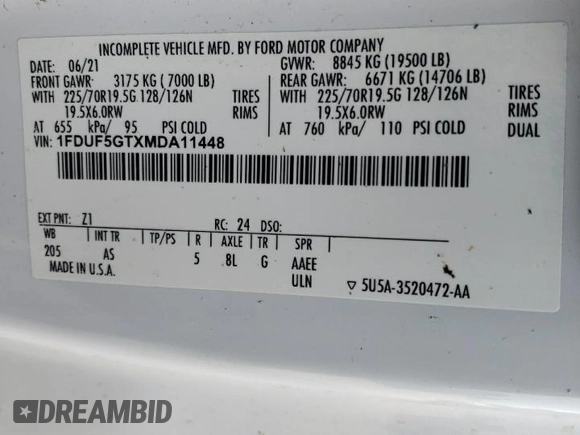 INCOMPLETE VEHICLE MFD. BY FORD MOTOR COMPANY
DATE: 06/21 GVWR: 8845 KG (19500 LB)
FRONT GAWR: 3175 KG ( 7000 LB) REAR GAWR: 6671 KG (14706 LB)
WITH 225/70R19.5G 128/126N TIRES WITH 225/70R19.5G 128/126N TIRES
19.5X6.0RW RIMS 19.5X6.0RW RIMS
AT 655 kPa/ 95 PSI COLD AT 760 kPa/ 110 PSI COLD DUAL
VIN: 1FDUF5GTXMDA11448
EXT PNT: Z1 RC: 24 DSO:
WB INT TR TP/PS R AXLE TR SPR
205 AS 5 8L G AAEE
MADE IN U.S.A. ULN ▽ 5U5A-3520472-AA
DREAMBID